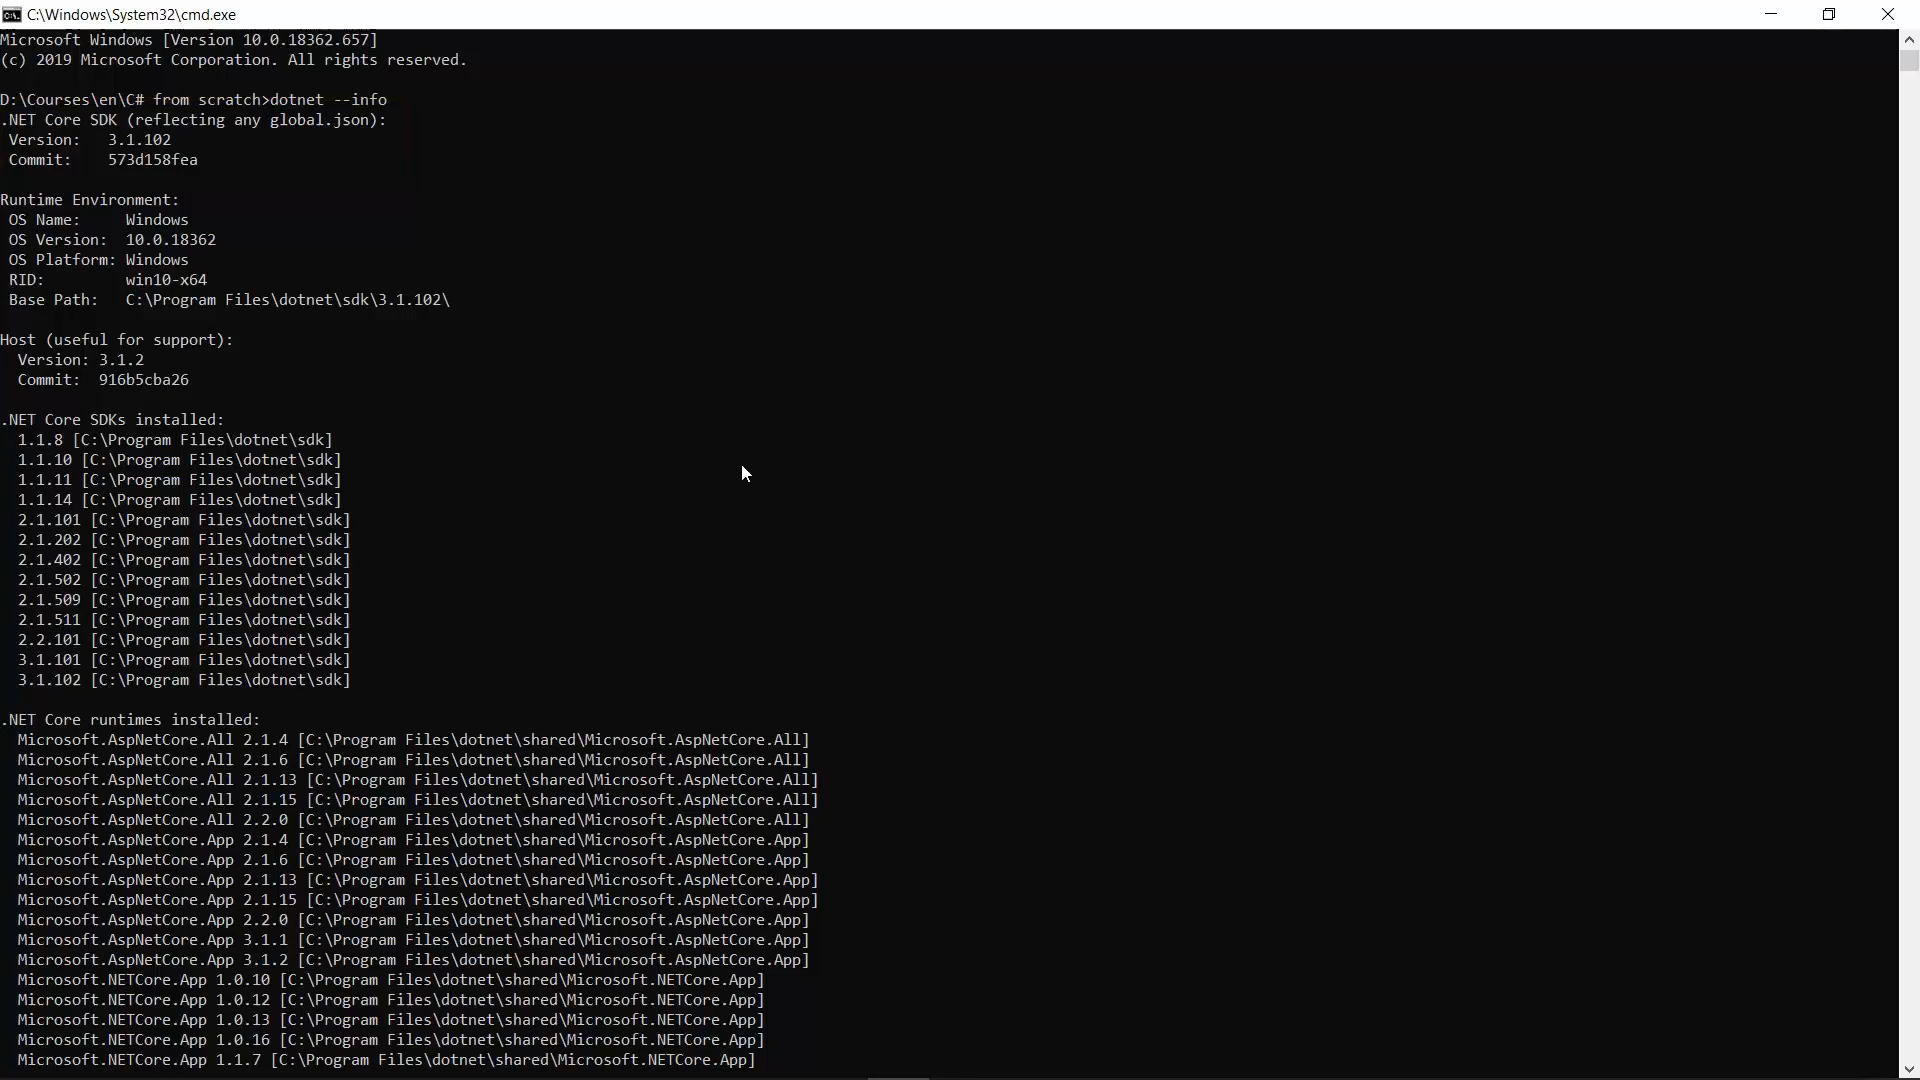 C:\Windows\System32\cmd.exe
Microsoft Windows [Version 10.0.18362.657]
(c) 2019 Microsoft Corporation. All rights reserved.
D:\Courses\en\C# from scratch>dotnet --info
.NET Core SDK (reflecting any global.json):
Version: 3.1.102
Commit: 573d158fea
Runtime Environment:
OS Name: Windows
OS Version: 10.0.18362
OS Platform: Windows
RID: win10-x64
Base Path: C:\Program Files\dotnet\sdk\3.1.102\
Host (useful for support):
Version: 3.1.2
Commit: 916b5cba26
.NET Core SDKs installed:
1.1.8 [C:\Program Files\dotnet\sdk]
1.1.10 [C:\Program Files\dotnet\sdk]
1.1.11 [C:\Program Files\dotnet\sdk]
1.1.14 [C:\Program Files\dotnet\sdk]
2.1.101 [C:\Program Files\dotnet\sdk]
2.1.202 [C:\Program Files\dotnet\sdk]
2.1.402 [C:\Program Files\dotnet\sdk]
2.1.502 [C:\Program Files\dotnet\sdk]
2.1.509 [C:\Program Files\dotnet\sdk]
2.1.511 [C:\Program Files\dotnet\sdk]
2.2.101 [C:\Program Files\dotnet\sdk]
3.1.101 [C:\Program Files\dotnet\sdk]
3.1.102 [C:\Program Files\dotnet\sdk]
.NET Core runtimes installed:
Microsoft.AspNetCore.All 2.1.4 [C:\Program Files\dotnet\shared\Microsoft.AspNetCore.All]
Microsoft.AspNetCore.All 2.1.6 [C:\Program Files\dotnet\shared\Microsoft.AspNetCore.All]
Microsoft.AspNetCore.All 2.1.13 [C:\Program Files\dotnet\shared\Microsoft.AspNetCore.All]
Microsoft.AspNetCore.All 2.1.15 [C:\Program Files\dotnet\shared\Microsoft.AspNetCore.All]
Microsoft.AspNetCore.All 2.2.0 [C:\Program Files\dotnet\shared\Microsoft.AspNetCore.All]
Microsoft.AspNetCore.App 2.1.4 [C:\Program Files\dotnet\shared\Microsoft.AspNetCore.App]
Microsoft.AspNetCore.App 2.1.6 [C:\Program Files\dotnet\shared\Microsoft.AspNetCore.App]
Microsoft.AspNetCore.App 2.1.13 [C:\Program Files\dotnet\shared\Microsoft.AspNetCore.App]
Microsoft.AspNetCore.App 2.1.15 [C:\Program Files\dotnet\shared\Microsoft.AspNetCore.App]
Microsoft.AspNetCore.App 2.2.0 [C:\Program Files\dotnet\shared\Microsoft.AspNetCore.App]
Microsoft.AspNetCore.App 3.1.1 [C:\Program Files\dotnet\shared\Microsoft.AspNetCore.App]
Microsoft.AspNetCore.App 3.1.2 [C:\Program Files\dotnet\shared\Microsoft.AspNetCore.App]
Microsoft.NETCore.App 1.0.10 [C:\Program Files\dotnet\shared\Microsoft.NETCore.App]
Microsoft.NETCore.App 1.0.12 [C:\Program Files\dotnet\shared\Microsoft.NETCore.App]
Microsoft.NETCore.App 1.0.13 [C:\Program Files\dotnet\shared\Microsoft.NETCore.App]
Microsoft.NETCore.App 1.0.16 [C:\Program Files\dotnet\shared\Microsoft.NETCore.App]
Microsoft.NETCore.App 1.1.7 [C:\Program Files\dotnet\shared\Microsoft.NETCore.App]